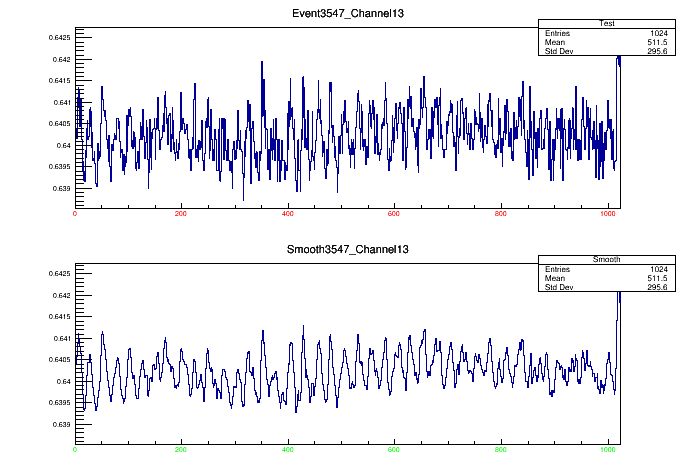 Event3547_Channel13
Test
Entries 1024
Mean 511.5
Std Dev 295.6
0.6425
0.642
0.6415
0.641
0.6405
0.64
0.6395
0.639
0 200 400 600 800 1000
Smooth3547_Channel13
Smooth
Entries 1024
Mean 511.5
Std Dev 295.6
0.6425
0.642
0.6415
0.641
0.6405
0.64
0.6395
0.639
0 200 400 600 800 1000